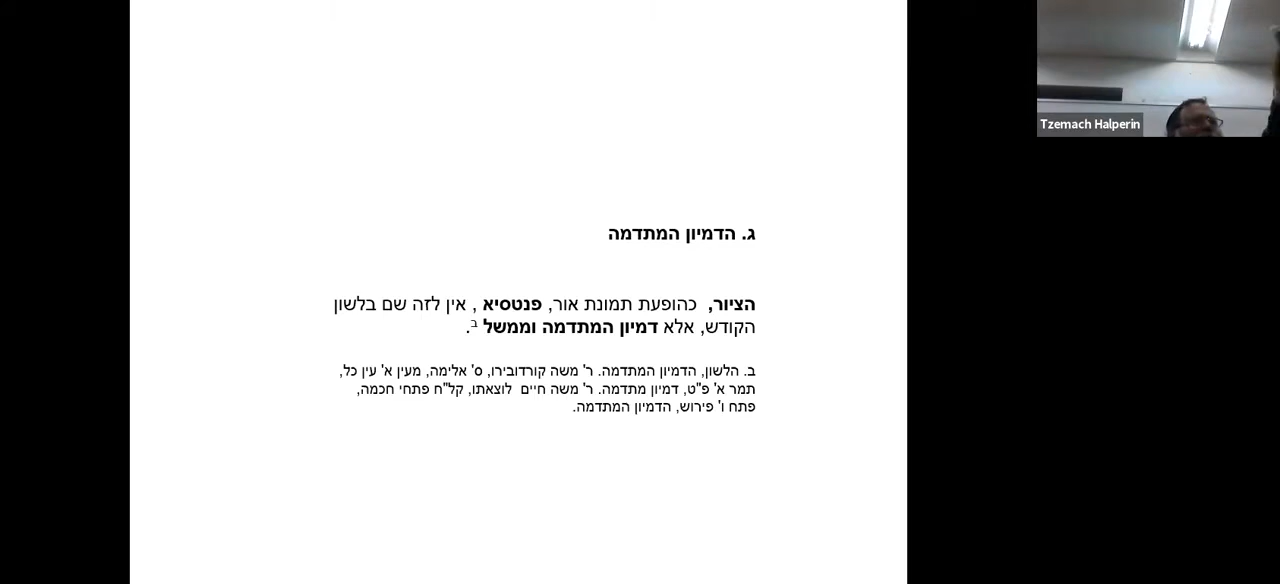 ג. הדמיון המתדמה
הציור, כהופעת תמונת אור, פנטסיא , אין לזה שם בלשון
הקודש, אלא דמיון המתדמה וממשל ב.
ב. הלשון, הדמיון המתדמה. ר' משה קורדובירו, ס' אלימה, מעין א' עין כל,
תמר א' פ"ט, דמיון מתדמה. ר' משה חיים לוצאתו, קל"ח פתחי חכמה,
פתח ו' פירוש, הדמיון המתדמה.
Tzemach Halperin